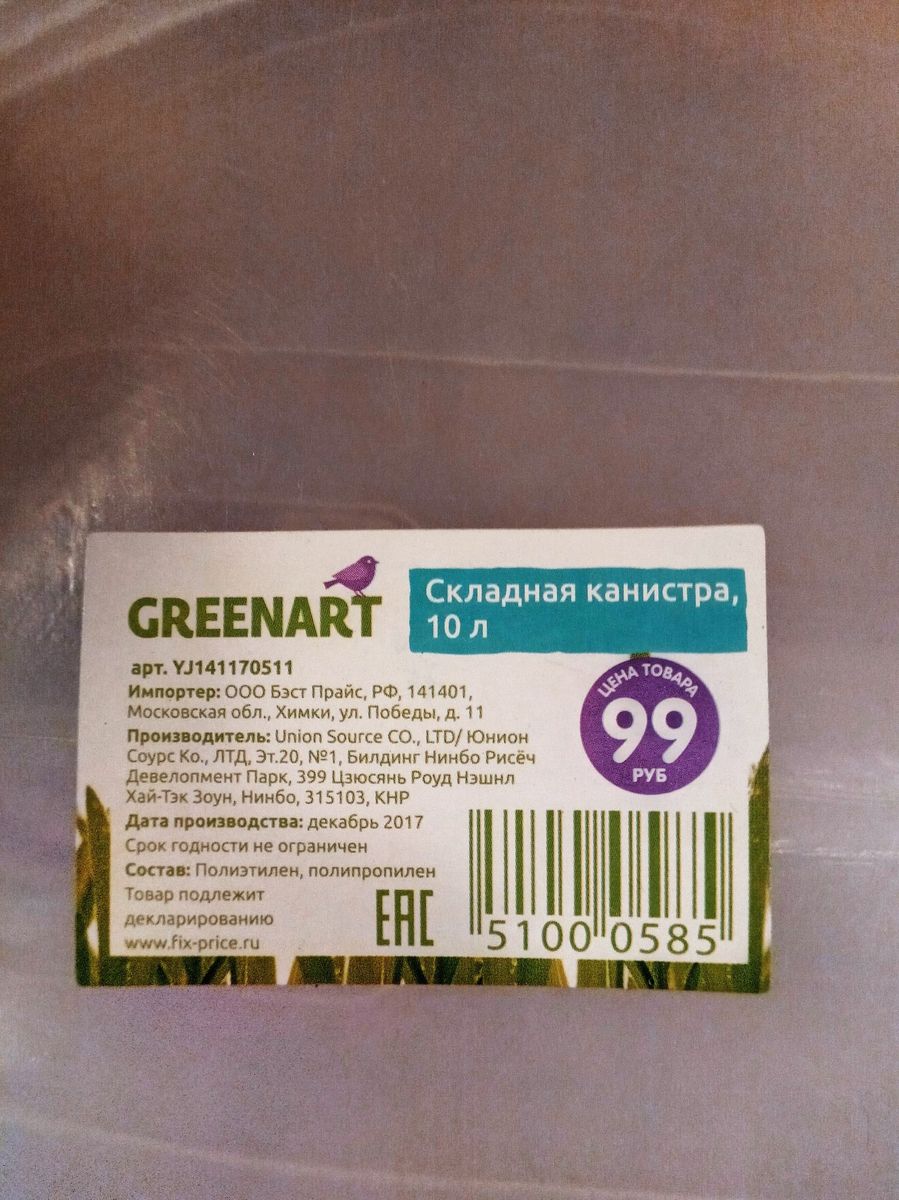 GREENART
Складная канистра,
10 л
арт. YJ141170511
Импортер: ООО Бэст Прайс, РФ, 141401,
Московская обл., Химки, ул. Победы, д. 11
Производитель: Union Source CO., LTD/ Юнион
Соурс Ко., ЛТД, Эт.20, №1, Билдинг Нинбо Рисёч
Девелопмент Парк, 399 Цзюсянь Роуд Нэшнл
Хай-Тэк Зоун, Нинбо, 315103, КНР
Дата производства: декабрь 2017
Срок годности не ограничен
Состав: Полиэтилен, полипропилен
Товар подлежит
декларированию
www.fix-price.ru
ЕАС
ЦЕНА ТОВАРА
99
РУБ
5100 0585